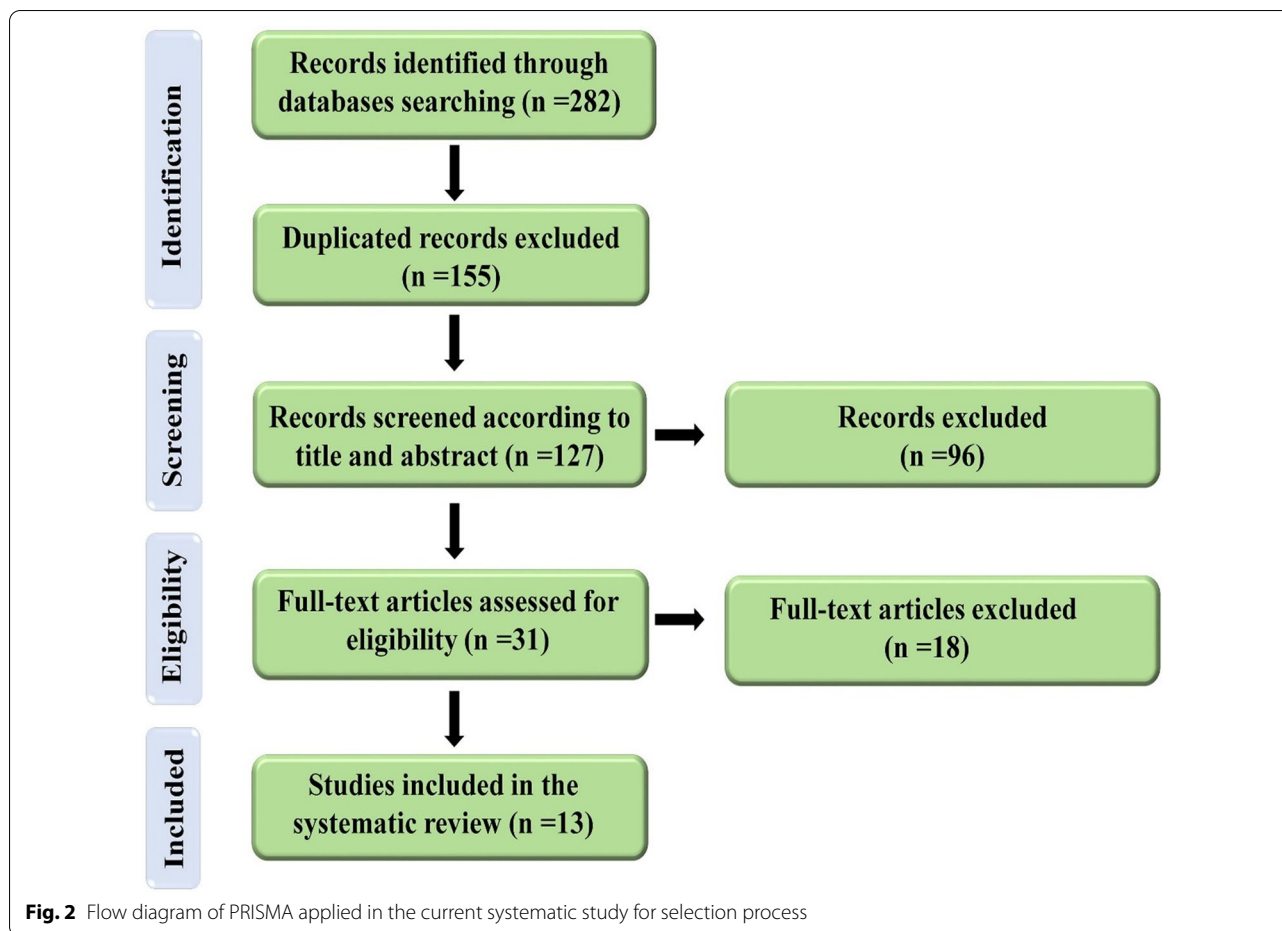 Identification
Records identified through
databases searching (n =282)
Duplicated records excluded
(n =155)
Screening
Records screened according to
title and abstract (n =127)
Records excluded
(n =96)
Eligibility
Full-text articles assessed for
eligibility (n =31)
Full-text articles excluded
(n =18)
Included
Studies included in the
systematic review (n =13)
Fig. 2 Flow diagram of PRISMA applied in the current systematic study for selection process